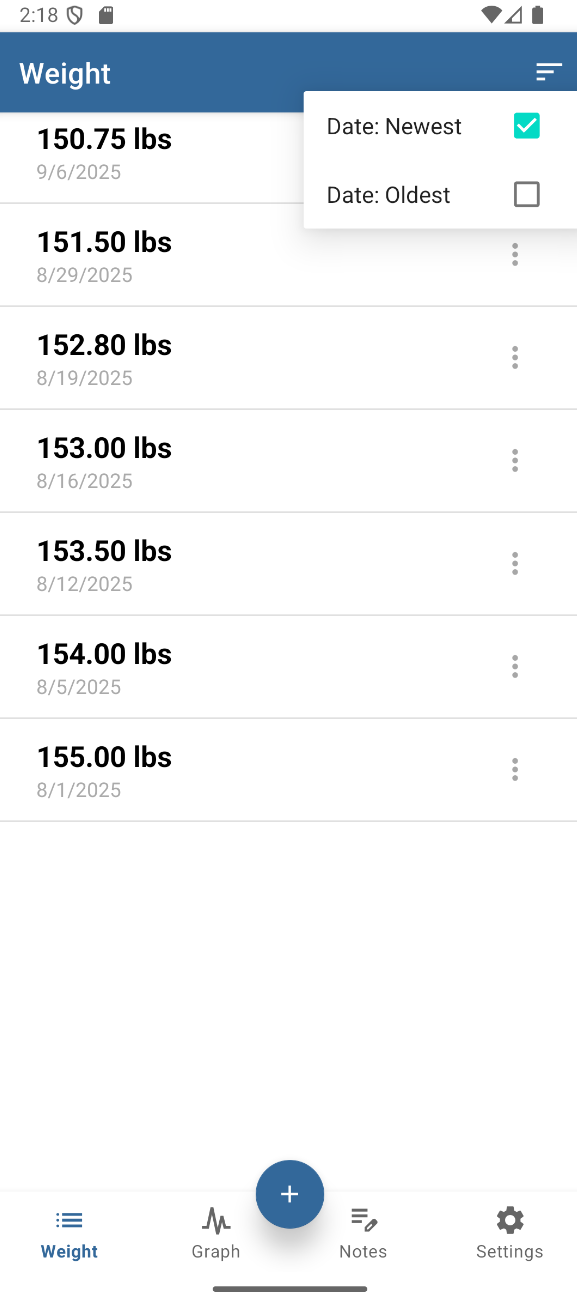 2:18
Weight
Date: Newest
Date: Oldest
150.75 lbs
9/6/2025
151.50 lbs
8/29/2025
152.80 lbs
8/19/2025
153.00 lbs
8/16/2025
153.50 lbs
8/12/2025
154.00 lbs
8/5/2025
155.00 lbs
8/1/2025
Weight
Graph
Notes
Settings